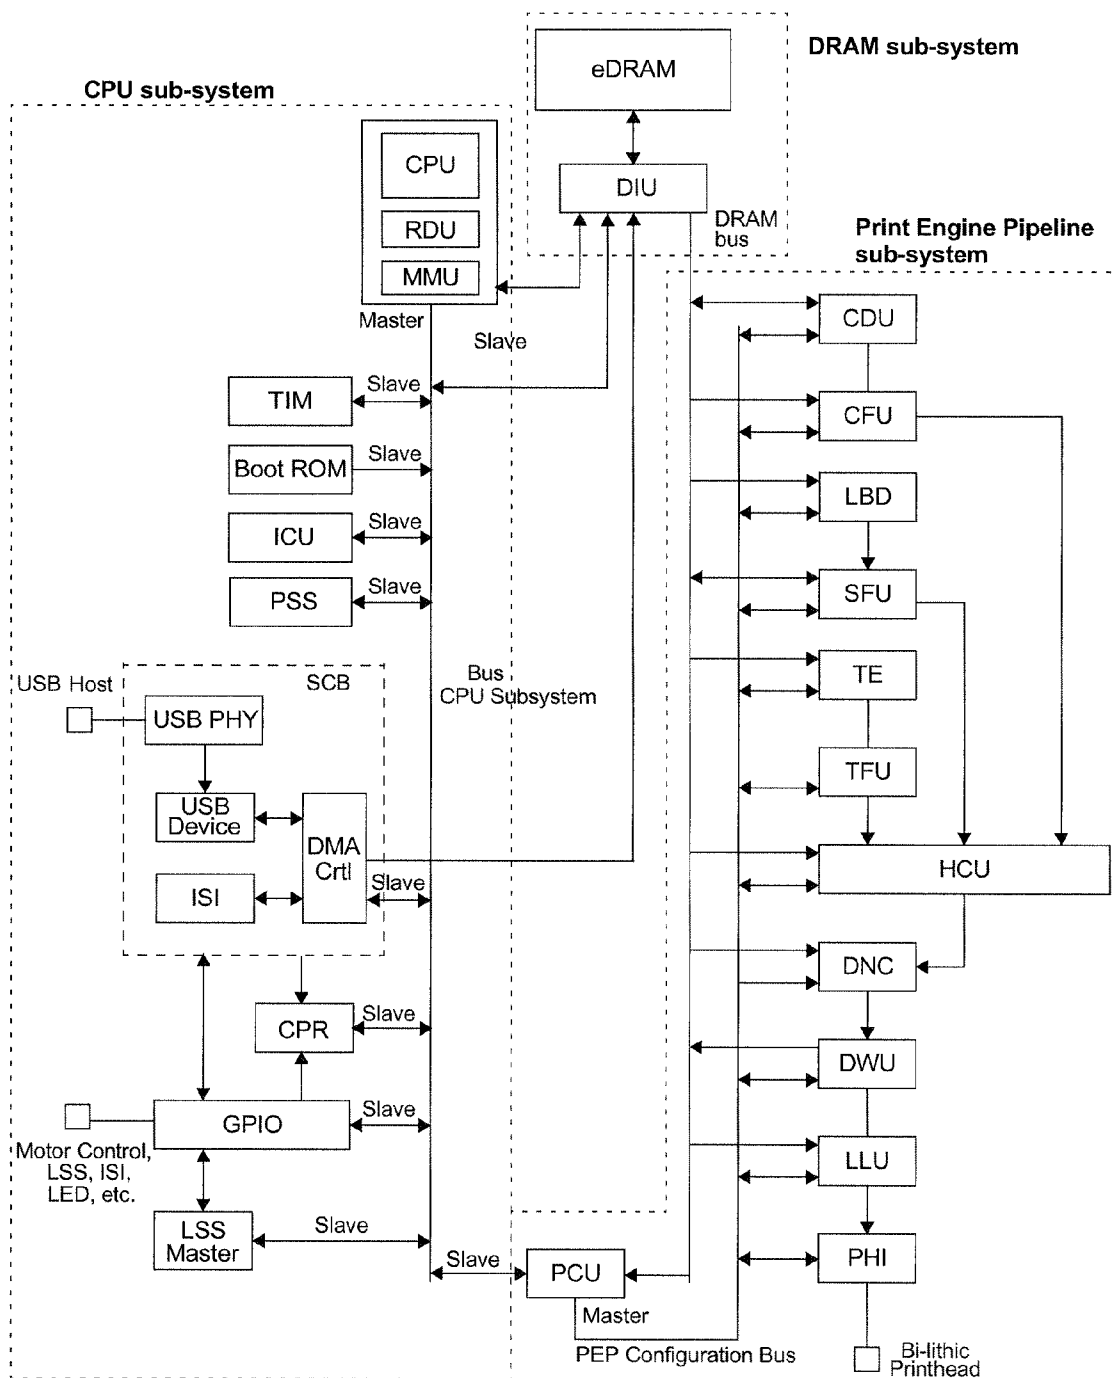 DRAM sub-system
eDRAM
CPU sub-system
CPU
DIU
RDU
DRAM
bus
Print Engine Pipeline
sub-system
MMU
Master
Slave
CDU
Slave
TIM
CFU
Slave
Boot ROM
LBD
Slave
ICU
Slave
PSS
SFU
USB Host
SCB
Bus
CPU Subsystem
TE
USB PHY
TFU
USB
Device
DMA
Crtl
HCU
ISI
Slave
DNC
CPR
Slave
DWU
GPIO
Slave
Motor Control,
LSS, ISI,
LED, etc.
LLU
LSS
Master
Slave
PHI
Slave
PCU
Master
PEP Configuration Bus
Bi-lithic
Printhead